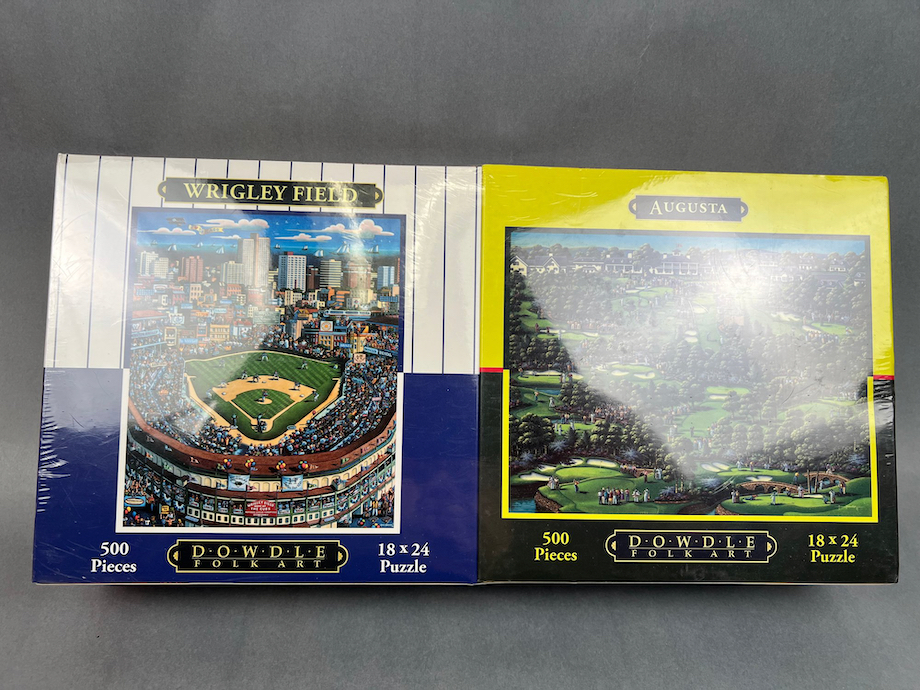 WRIGLEY FIELD
500
Pieces
D·O·W·D·L·E
FOLK ART
18 x 24
Puzzle
AUGUSTA
500
Pieces
D·O·W·D·L·E
FOLK ART
18 x 24
Puzzle